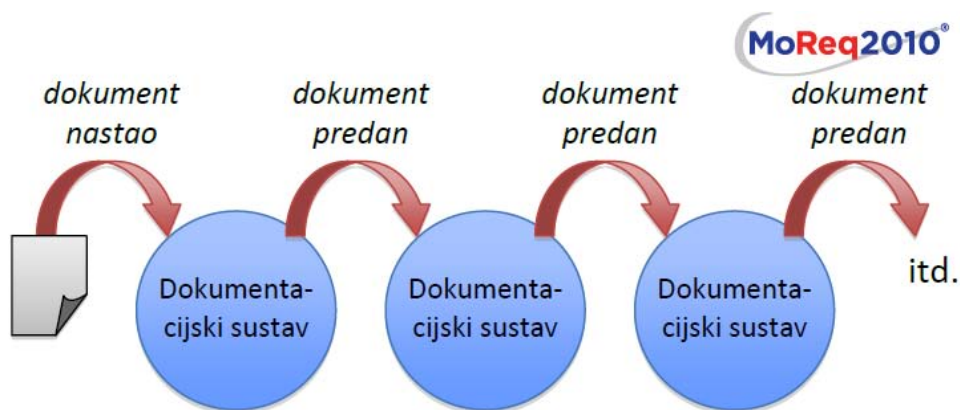 MoReq2010®
dokument
nastao
dokument
predan
dokument
predan
dokument
predan
Dokumenta-
cijski sustav
Dokumenta-
cijski sustav
Dokumenta-
cijski sustav
itd.